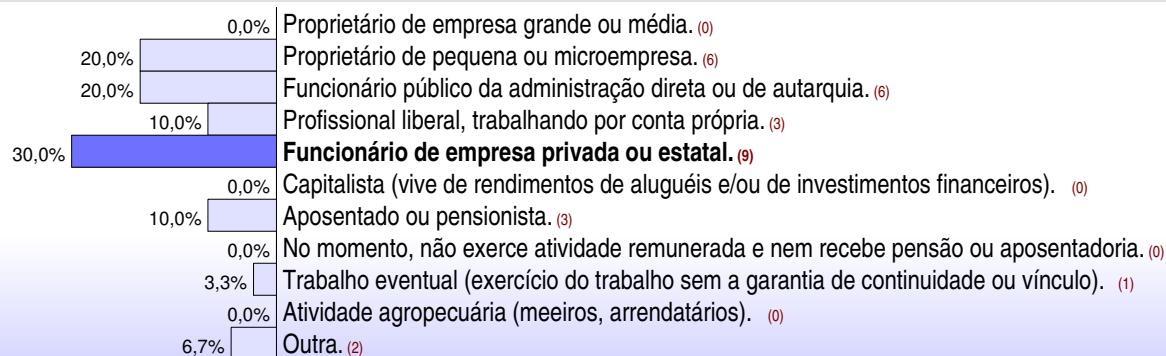 0,0% Proprietário de empresa grande ou média. (0)
20,0% Proprietário de pequena ou microempresa. (6)
20,0% Funcionário público da administração direta ou de autarquia. (6)
10,0% Profissional liberal, trabalhando por conta própria. (3)
30,0% Funcionário de empresa privada ou estatal. (9)
0,0% Capitalista (vive de rendimentos de aluguéis e/ou de investimentos financeiros). (0)
10,0% Aposentado ou pensionista. (3)
0,0% No momento, não exerce atividade remunerada e nem recebe pensão ou aposentadoria. (0)
3,3% Trabalho eventual (exercício do trabalho sem a garantia de continuidade ou vínculo). (1)
0,0% Atividade agropecuária (meeiros, arrendatários). (0)
6,7% Outra. (2)